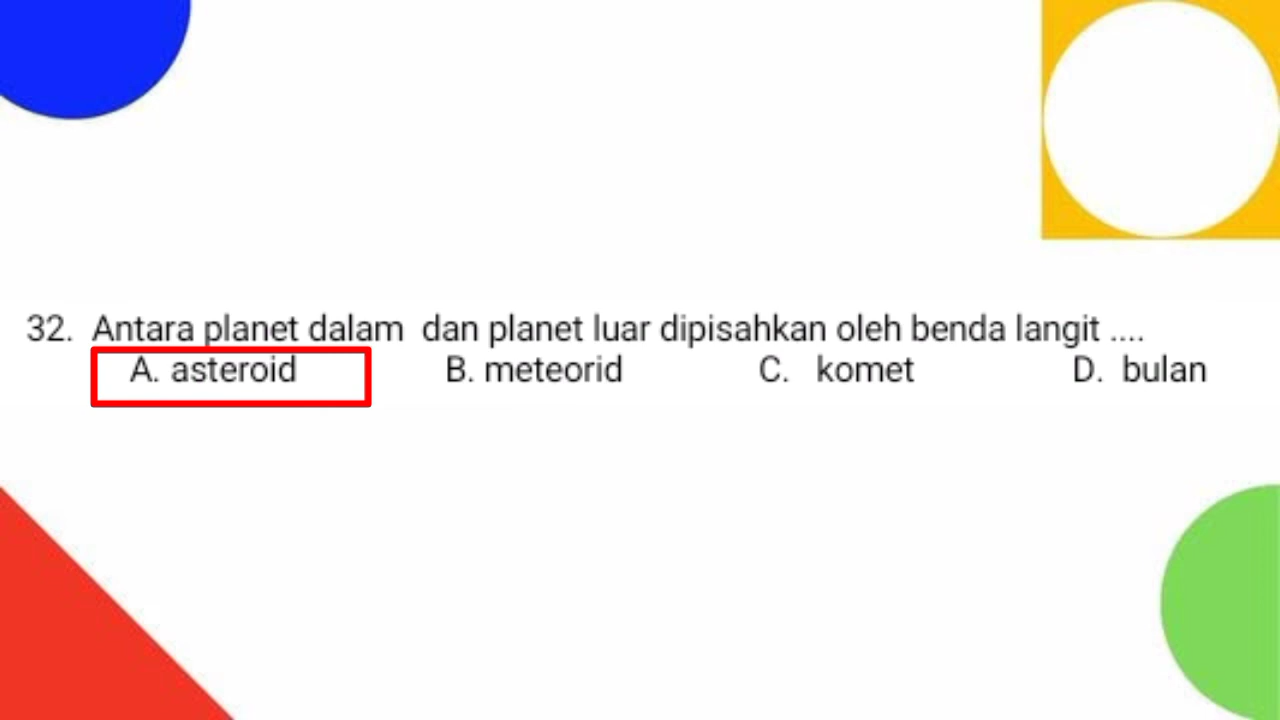 32. Antara planet dalam dan planet luar dipisahkan oleh benda langit ....
A. asteroid B. meteorid C. komet D. bulan